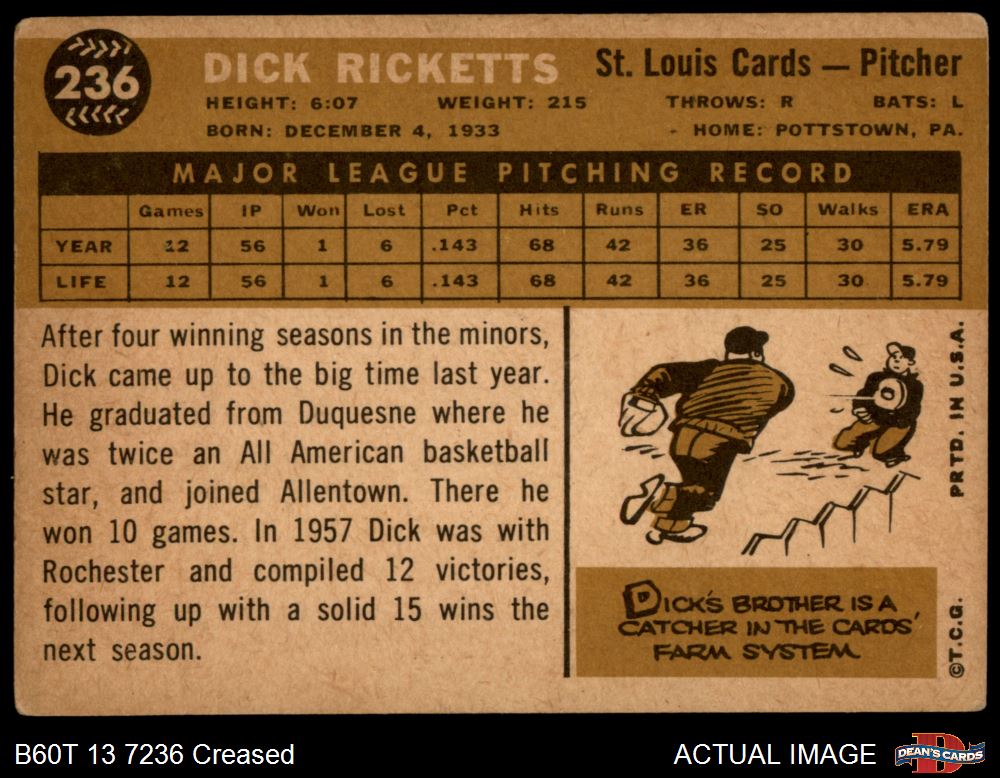 236
DICK RICKETTS St. Louis Cards — Pitcher
HEIGHT: 6:07 WEIGHT: 215 THROWS: R BATS: L
BORN: DECEMBER 4, 1933 - HOME: POTTSTOWN, PA.
MAJOR LEAGUE PITCHING RECORD
Games IP Won Lost Pct Hits Runs ER SO Walks ERA
YEAR 12 56 1 6 .143 68 42 36 25 30 5.79
LIFE 12 56 1 6 .143 68 42 36 25 30 5.79
After four winning seasons in the minors,
Dick came up to the big time last year.
He graduated from Duquesne where he
was twice an All American basketball
star, and joined Allentown. There he
won 10 games. In 1957 Dick was with
Rochester and compiled 12 victories,
following up with a solid 15 wins the
next season.
DICK'S BROTHER IS A
CATCHER IN THE CARDS'
FARM SYSTEM
©T.C.G. PRTD. IN U.S.A.
B60T 13 7236 Creased ACTUAL IMAGE DEAN'S CARDS